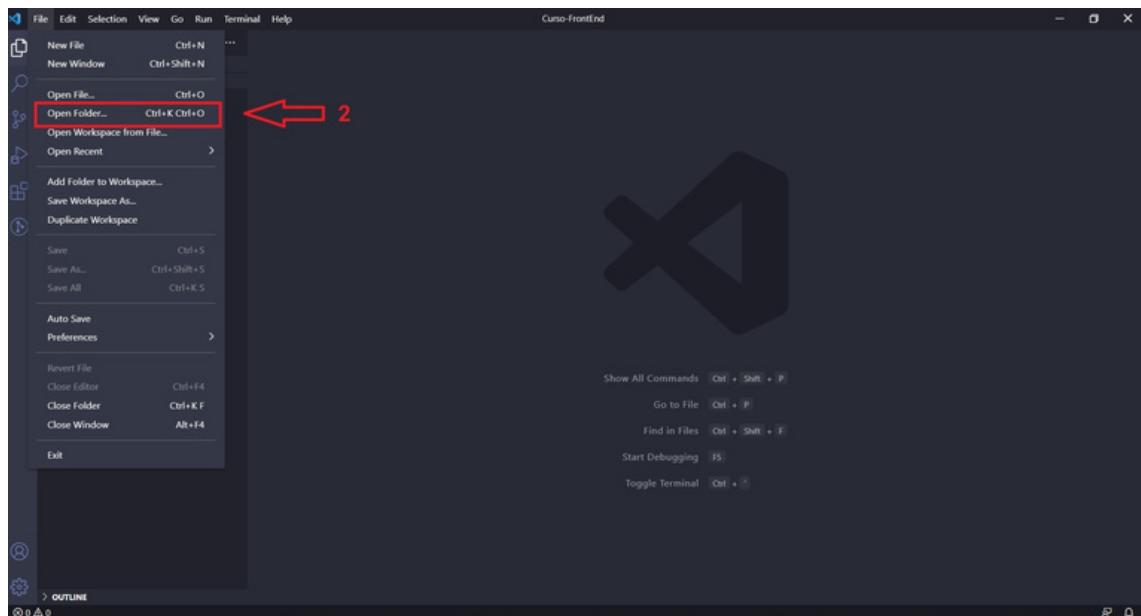 File Edit Selection View Go Run Terminal Help Curso-FrontEnd
New File Ctrl+N
New Window Ctrl+Shift+N
Open File... Ctrl+O
Open Folder... Ctrl+K Ctrl+O
2
Open Workspace from File...
Open Recent
Add Folder to Workspace...
Save Workspace As...
Duplicate Workspace
Save Ctrl+S
Save As... Ctrl+Shift+S
Save All Ctrl+K S
Auto Save
Preferences
Revert File
Close Editor Ctrl+F4
Close Folder Ctrl+K F
Close Window Alt+F4
Exit
Show All Commands Ctrl + Shift + P
Go to File Ctrl + P
Find in Files Ctrl + Shift + F
Start Debugging F5
Toggle Terminal Ctrl +
OUTLINE
0 0